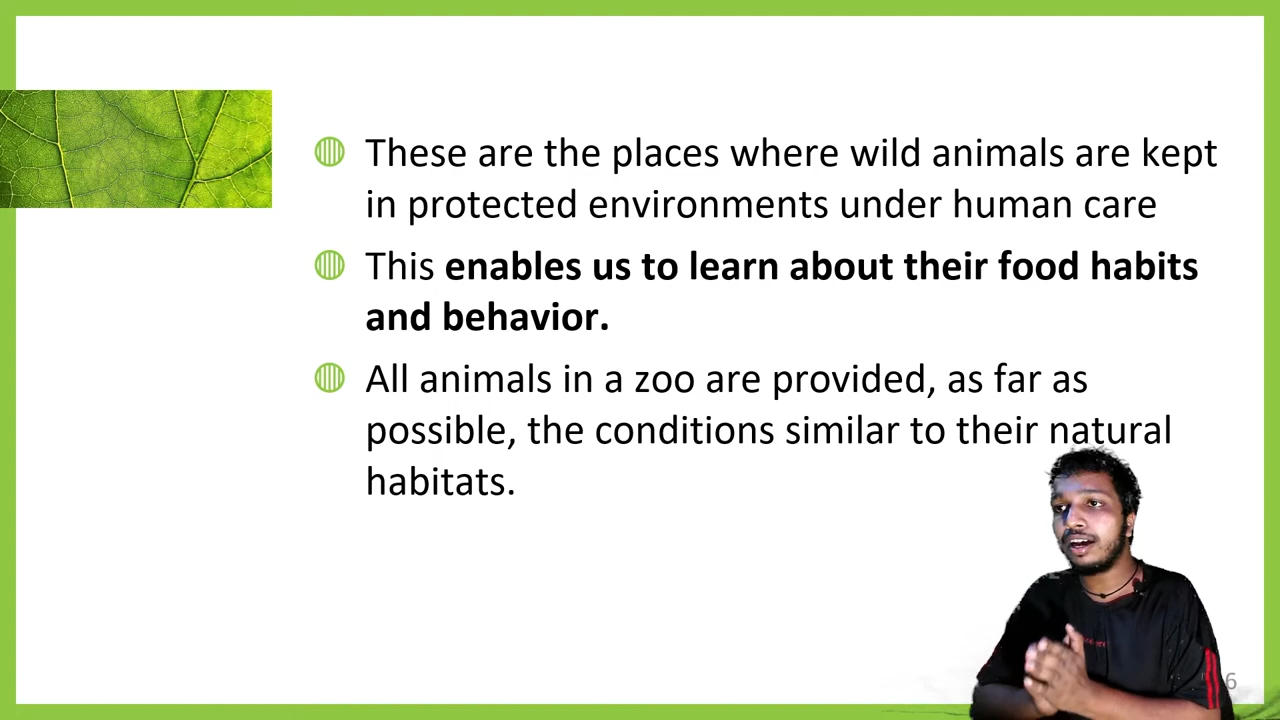 These are the places where wild animals are kept
in protected environments under human care
This enables us to learn about their food habits
and behavior.
All animals in a zoo are provided, as far as
possible, the conditions similar to their natural
habitats.
6